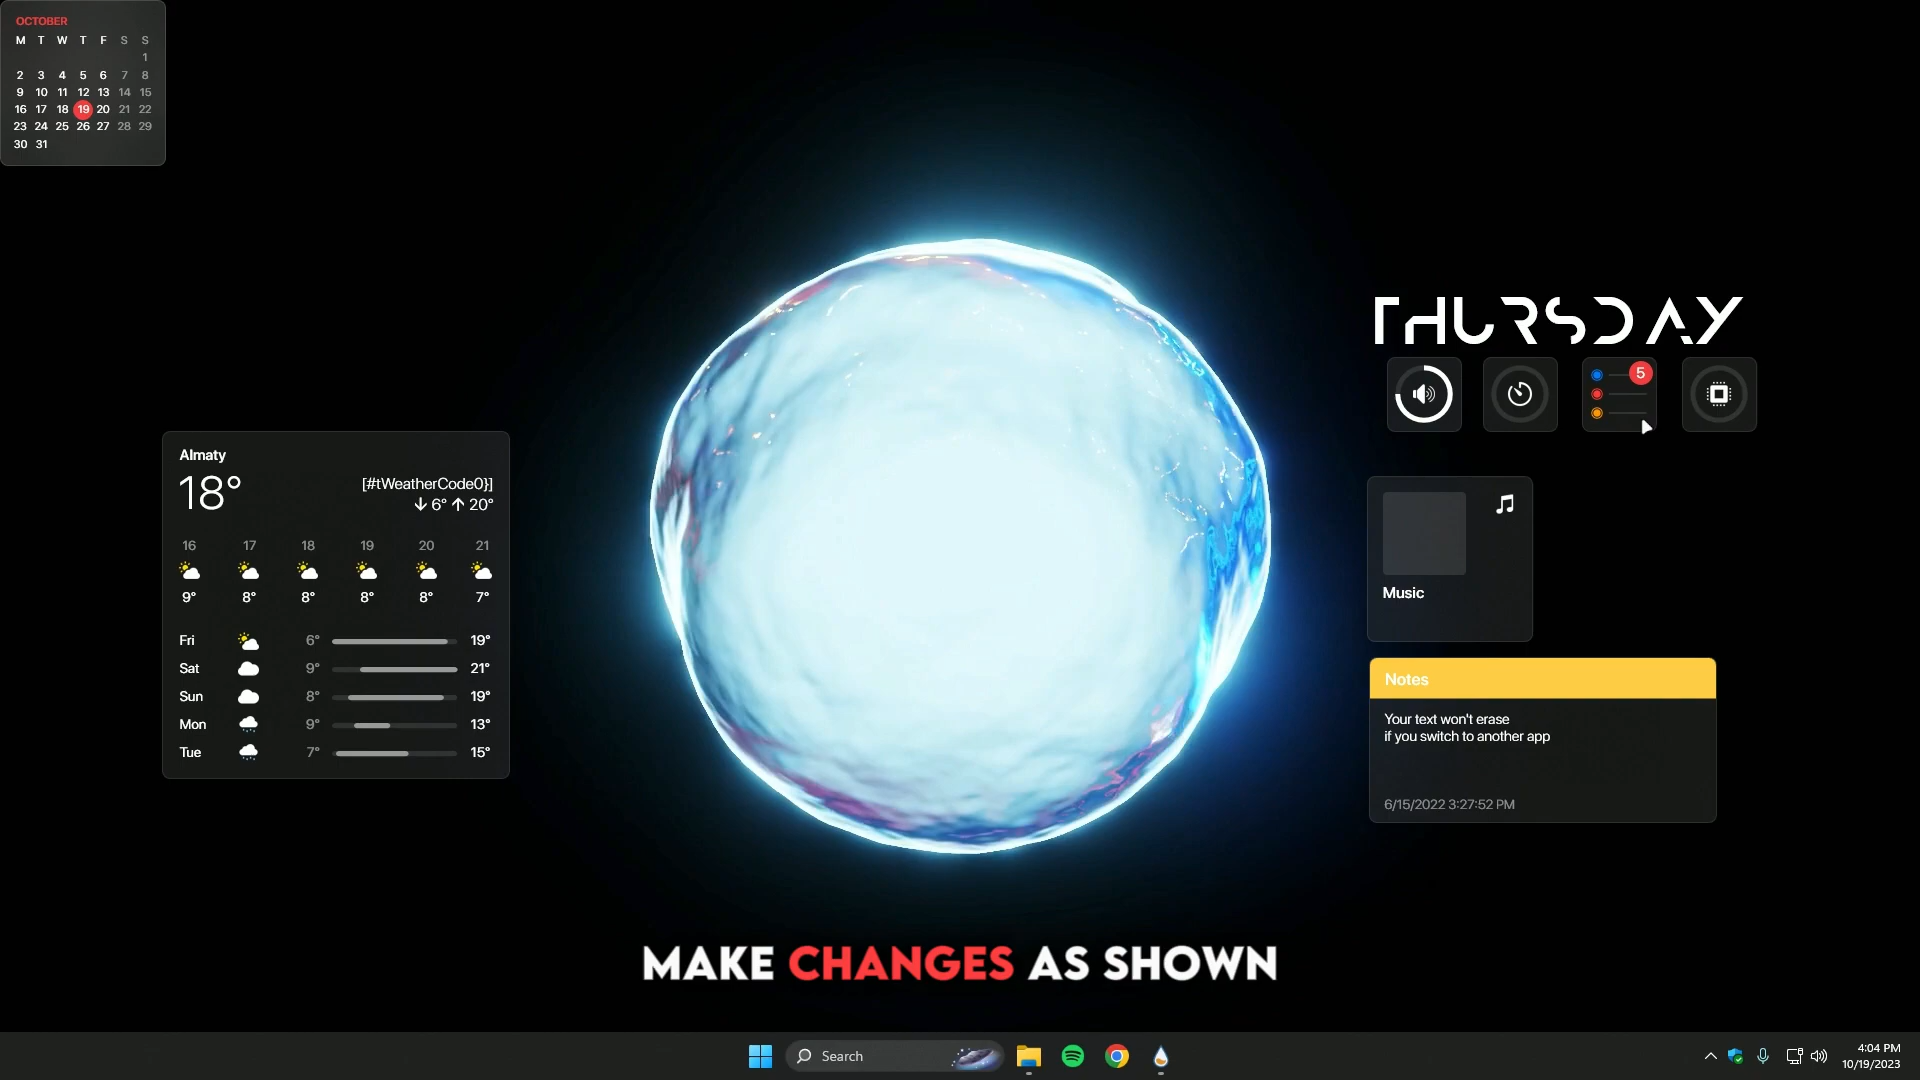 OCTOBER
M T W T F S S
1
2 3 4 5 6 7 8
9 10 11 12 13 14 15
16 17 18 19 20 21 22
23 24 25 26 27 28 29
30 31
THURSDAY
5
Almaty
18°
[#tWeatherCode0}]
↓ 6° ↑ 20°
16 17 18 19 20 21
9° 8° 8° 8° 8° 7°
Fri 6° 19°
Sat 9° 21°
Sun 8° 19°
Mon 9° 13°
Tue 7° 15°
Music
Notes
Your text won't erase
if you switch to another app
6/15/2022 3:27:52 PM
MAKE CHANGES AS SHOWN
Search
4:04 PM
10/19/2023